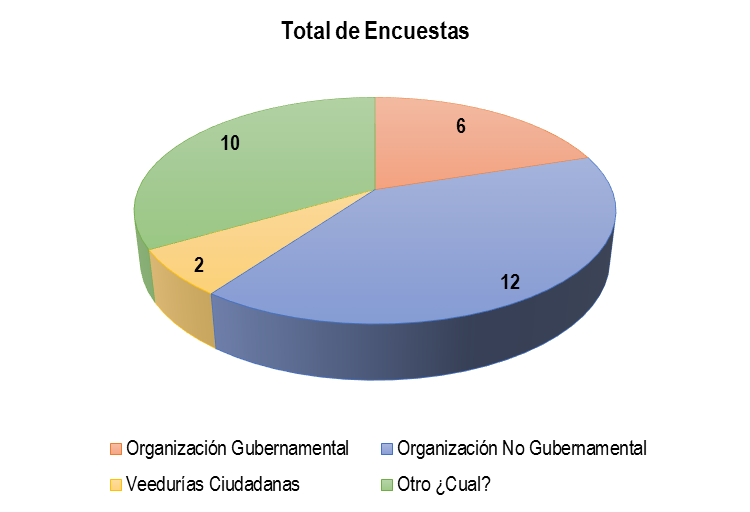 Total de Encuestas
6
10
2
12
Organización Gubernamental
Organización No Gubernamental
Veedurías Ciudadanas
Otro ¿Cual?